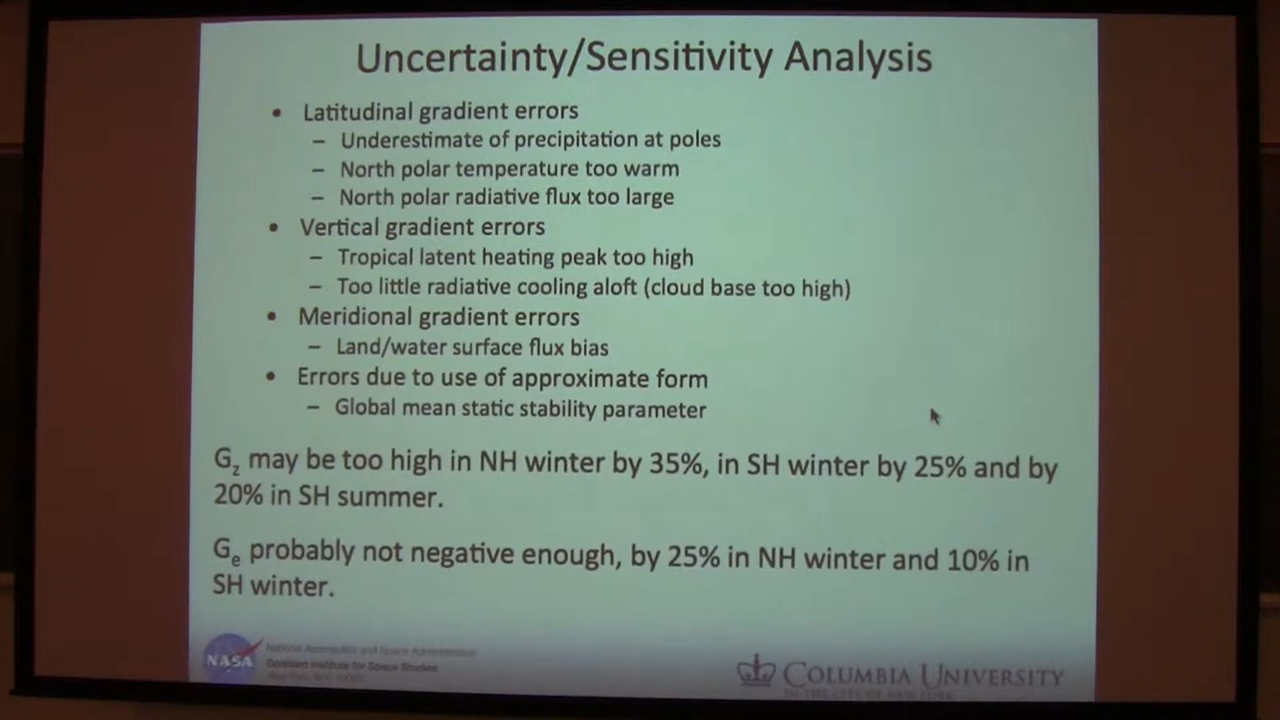 Uncertainty/Sensitivity Analysis
• Latitudinal gradient errors
– Underestimate of precipitation at poles
– North polar temperature too warm
– North polar radiative flux too large
• Vertical gradient errors
– Tropical latent heating peak too high
– Too little radiative cooling aloft (cloud base too high)
• Meridional gradient errors
– Land/water surface flux bias
• Errors due to use of approximate form
– Global mean static stability parameter
Gz may be too high in NH winter by 35%, in SH winter by 25% and by
20% in SH summer.
Ge probably not negative enough, by 25% in NH winter and 10% in
SH winter.
NASA
National Aeronautics and Space Administration
Goddard Institute for Space Studies
COLUMBIA UNIVERSITY
IN THE CITY OF NEW YORK